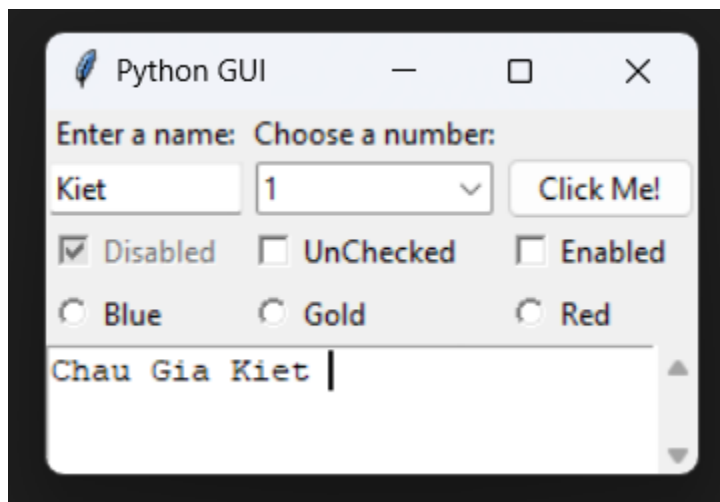 Python GUI
Enter a name: Choose a number:
Kiet 1 Click Me!
Disabled UnChecked Enabled
Blue Gold Red
Chau Gia Kiet